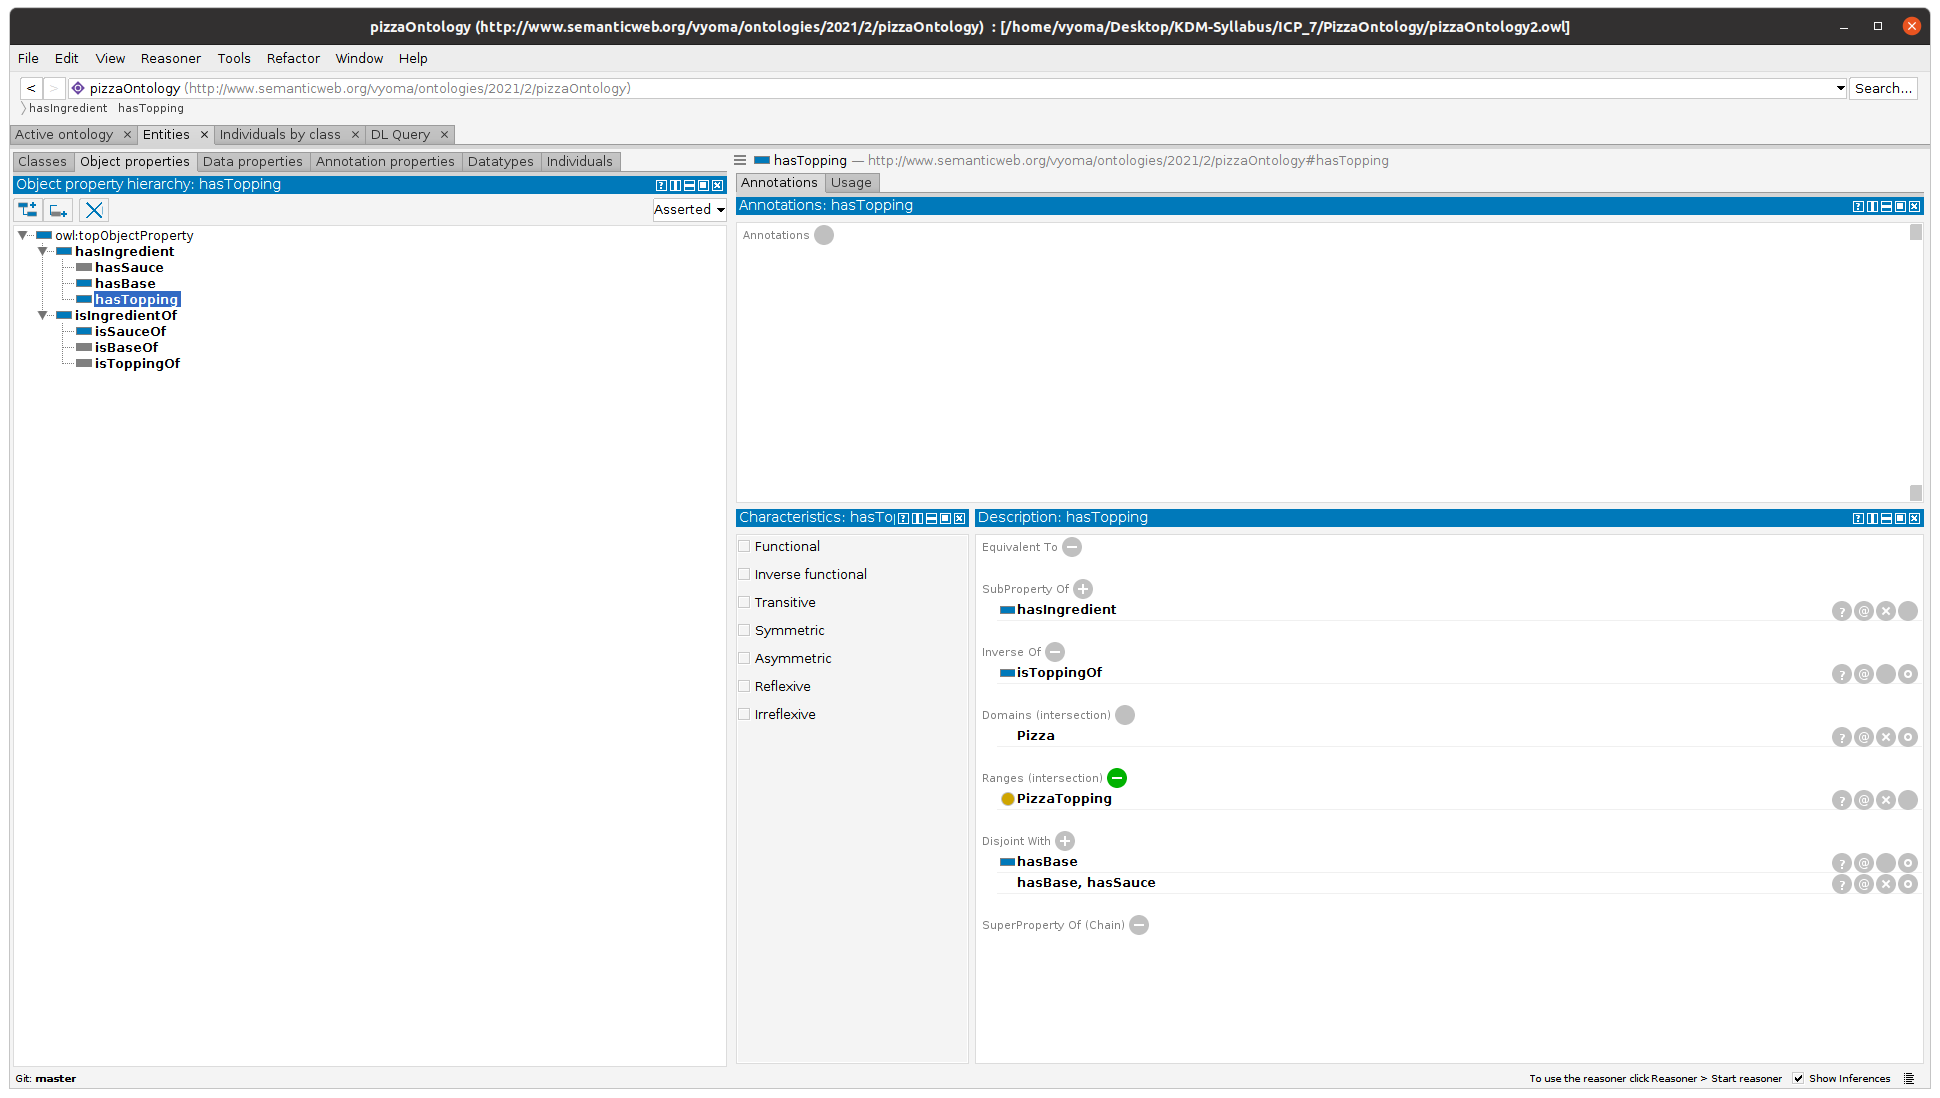 pizzaOntology (http://www.semanticweb.org/vyoma/ontologies/2021/2/pizzaOntology) : [/home/vyoma/Desktop/KDM-Syllabus/ICP_7/PizzaOntology/pizzaOntology2.owl]
File Edit View Reasoner Tools Refactor Window Help
< > pizzaOntology (http://www.semanticweb.org/vyoma/ontologies/2021/2/pizzaOntology) Search...
hasIngredient hasTopping
Active ontology × Entities × Individuals by class × DL Query ×
Classes Object properties Data properties Annotation properties Datatypes Individuals
Object property hierarchy: hasTopping
Asserted
owl:topObjectProperty
hasIngredient
hasSauce
hasBase
hasTopping
isIngredientOf
isSauceOf
isBaseOf
isToppingOf
hasTopping — http://www.semanticweb.org/vyoma/ontologies/2021/2/pizzaOntology#hasTopping
Annotations Usage
Annotations: hasTopping
Annotations
Characteristics: hasTo
Functional
Inverse functional
Transitive
Symmetric
Asymmetric
Reflexive
Irreflexive
Description: hasTopping
Equivalent To
SubProperty Of
hasIngredient
Inverse Of
isToppingOf
Domains (intersection)
Pizza
Ranges (intersection)
PizzaTopping
Disjoint With
hasBase
hasBase, hasSauce
SuperProperty Of (Chain)
Git: master
To use the reasoner click Reasoner > Start reasoner Show Inferences